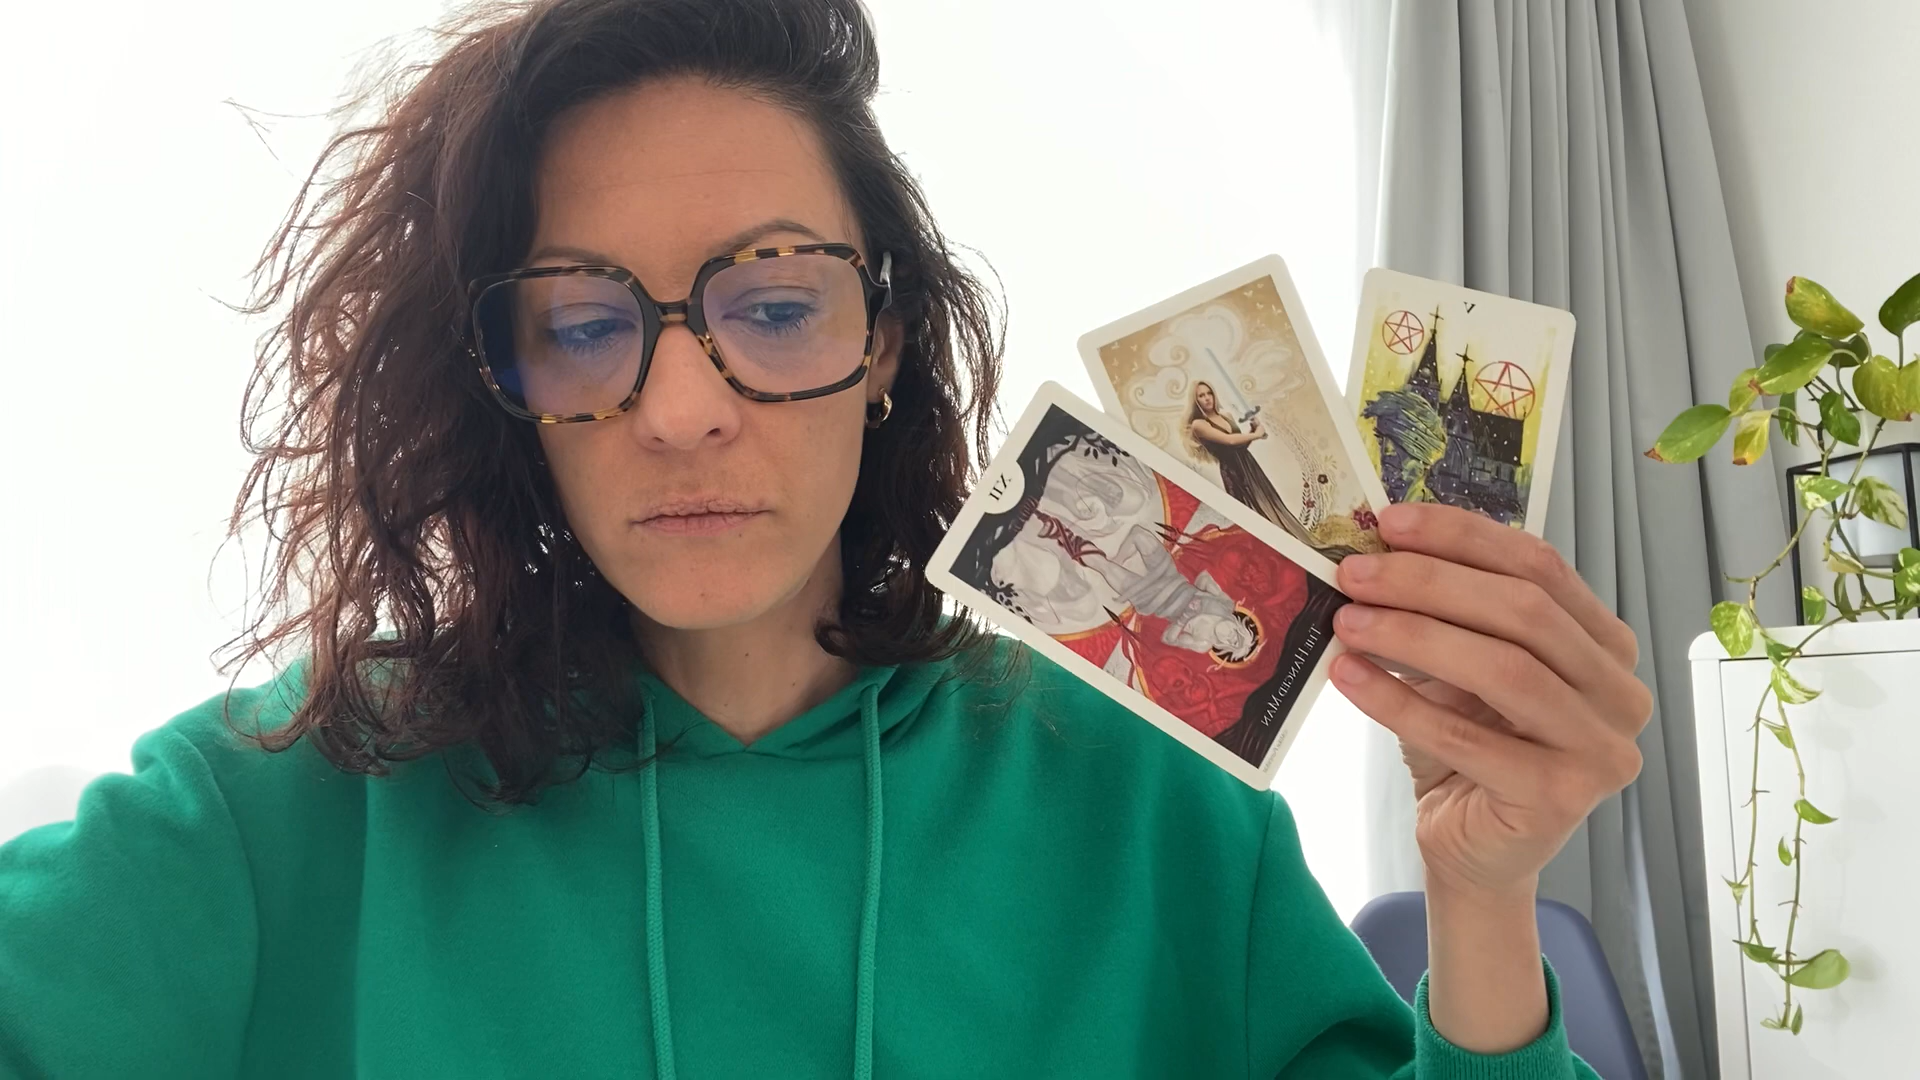 XII
THE HANGED MAN
V